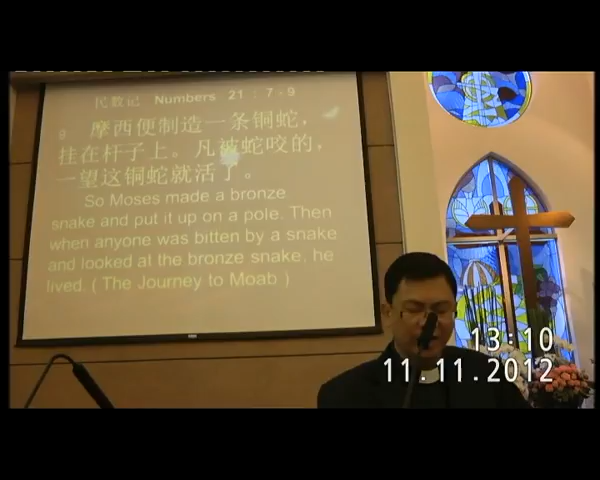 民数记 Numbers 21 : 7 - 9
9 摩西便制造一条铜蛇，
挂在杆子上。凡被蛇咬的，
一望这铜蛇就活了。
So Moses made a bronze
snake and put it up on a pole. Then
when anyone was bitten by a snake
and looked at the bronze snake, he
lived. ( The Journey to Moab )
13:10
11.11.2012